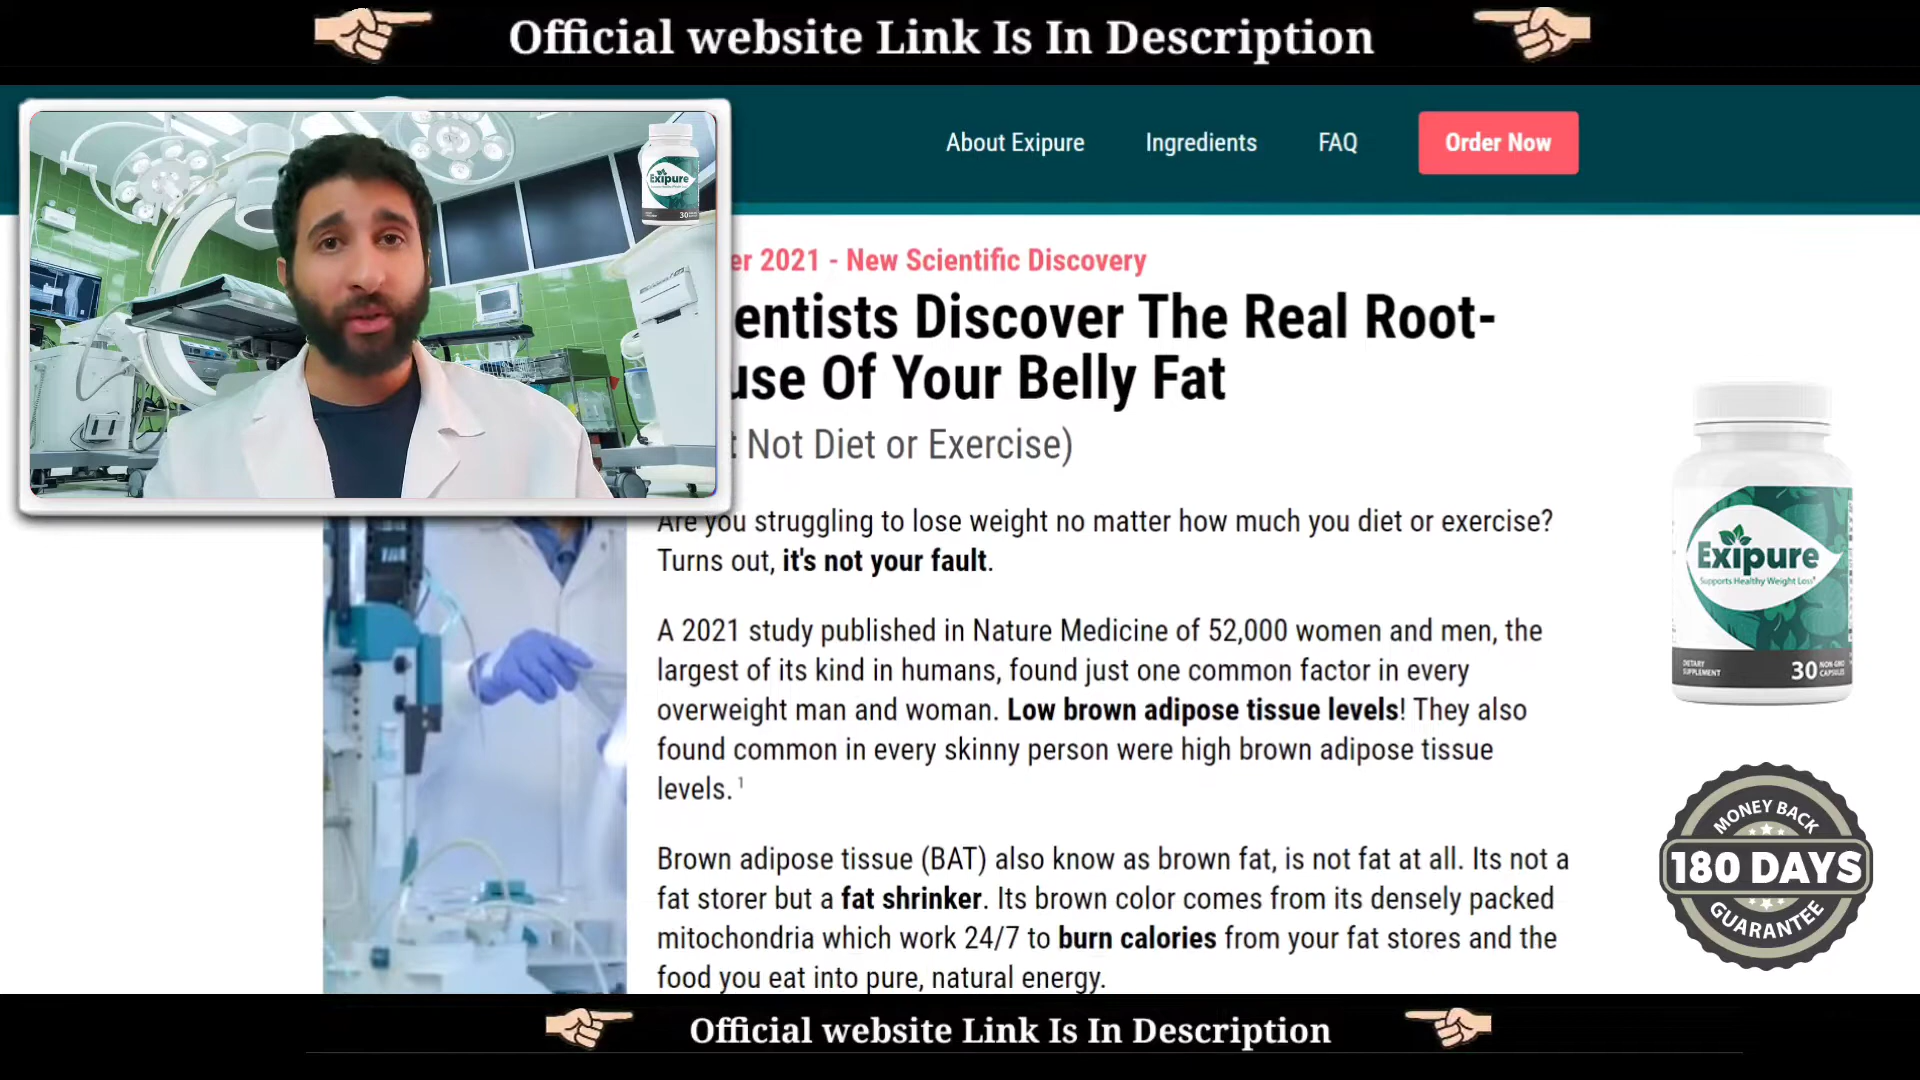 Official website Link Is In Description
About Exipure
Ingredients
FAQ
Order Now
Exipure
30
er 2021 - New Scientific Discovery
entists Discover The Real Root-
use Of Your Belly Fat
Not Diet or Exercise)
Are you struggling to lose weight no matter how much you diet or exercise?
Turns out, it's not your fault.
A 2021 study published in Nature Medicine of 52,000 women and men, the
largest of its kind in humans, found just one common factor in every
overweight man and woman. Low brown adipose tissue levels! They also
found common in every skinny person were high brown adipose tissue
levels. 1
Brown adipose tissue (BAT) also know as brown fat, is not fat at all. Its not a
fat storer but a fat shrinker. Its brown color comes from its densely packed
mitochondria which work 24/7 to burn calories from your fat stores and the
food you eat into pure, natural energy.
Exipure
Supports Healthy Weight Loss*
DIETARY
SUPPLEMENT
30 NON-GMO
CAPSULES
MONEY BACK
180 DAYS
GUARANTEE
Official website Link Is In Description